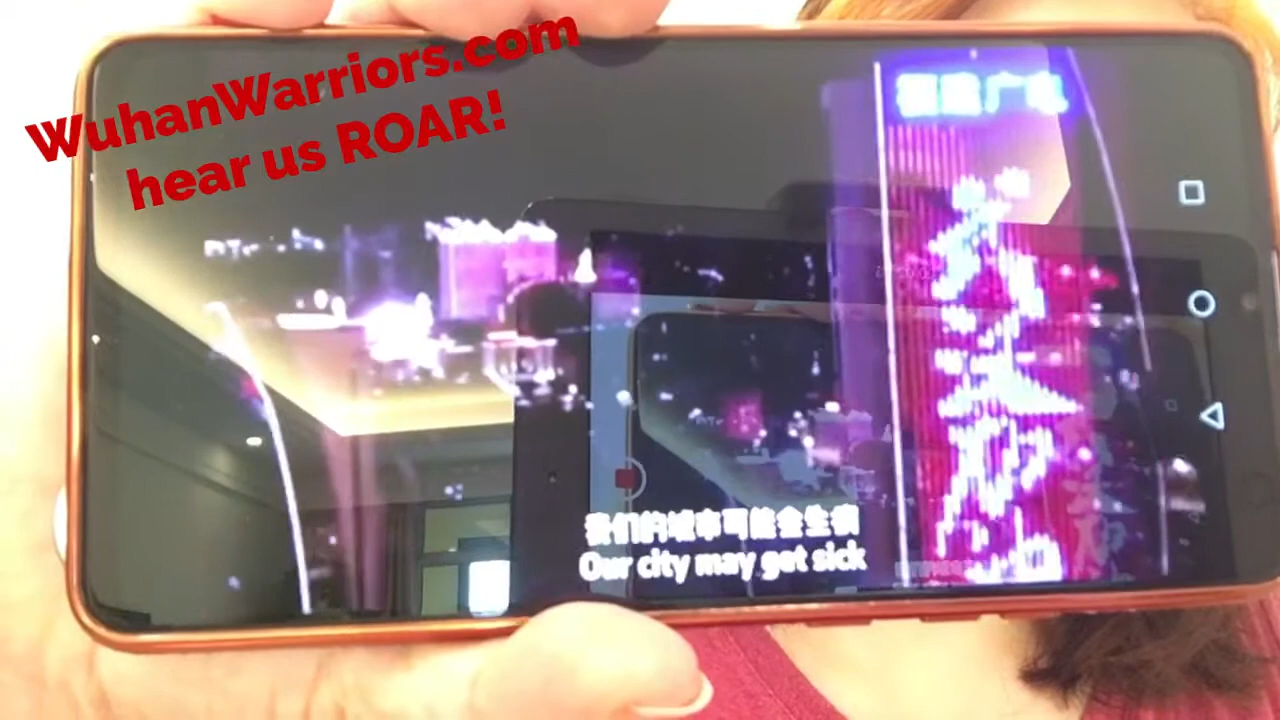 WuhanWarriors.com
hear us ROAR!
我们的城市可能会生病
Our city may get sick